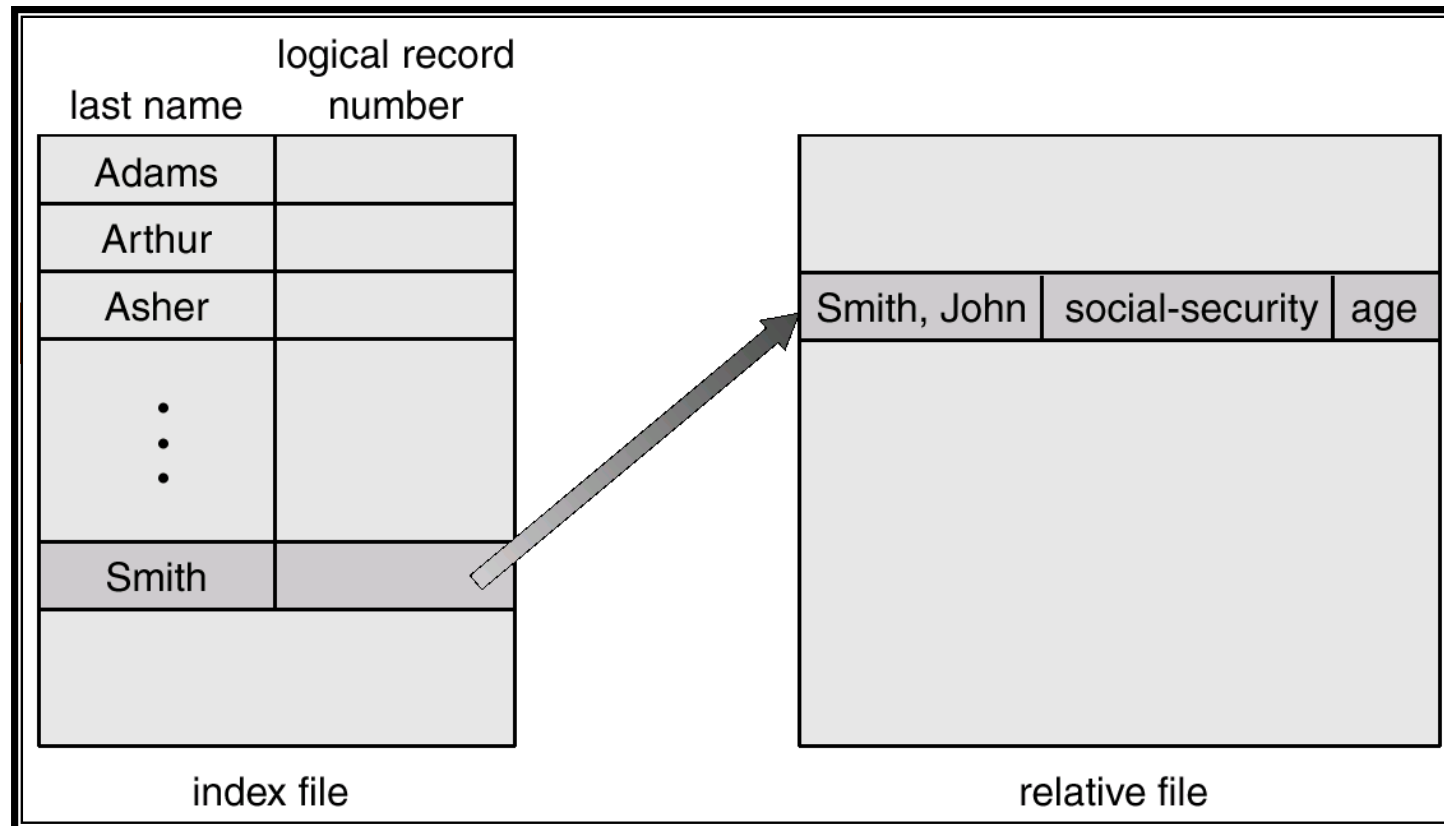 logical record
last name number
Adams
Arthur
Asher
Smith
Smith, John social-security age
index file
relative file